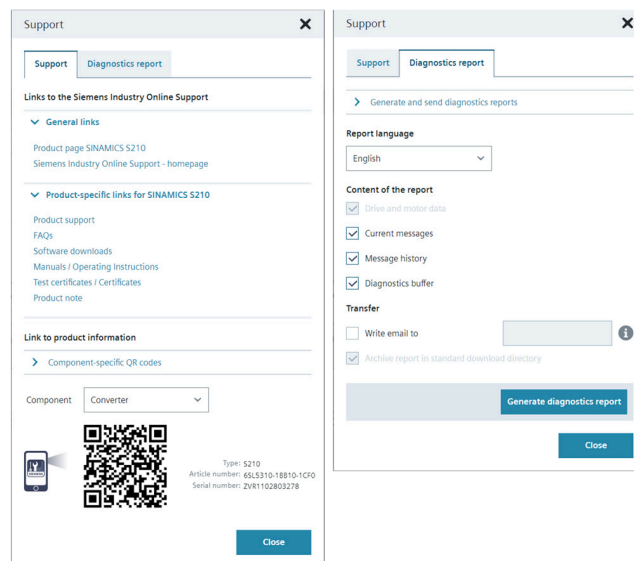 Support
Support
Diagnostics report
Links to the Siemens Industry Online Support
General links
Product page SINAMICS S210
Siemens Industry Online Support - homepage
Product-specific links for SINAMICS S210
Product support
FAQs
Software downloads
Manuals / Operating Instructions
Test certificates / Certificates
Product note
Link to product information
Component-specific QR codes
Component
Converter
Type: S210
Article number: 6SL5310-1BB10-1CF0
Serial number: ZVR1102803278
Close
Support
Support
Diagnostics report
Generate and send diagnostics reports
Report language
English
Content of the report
Drive and motor data
Current messages
Message history
Diagnostics buffer
Transfer
Write email to
Archive report in standard download directory
Generate diagnostics report
Close